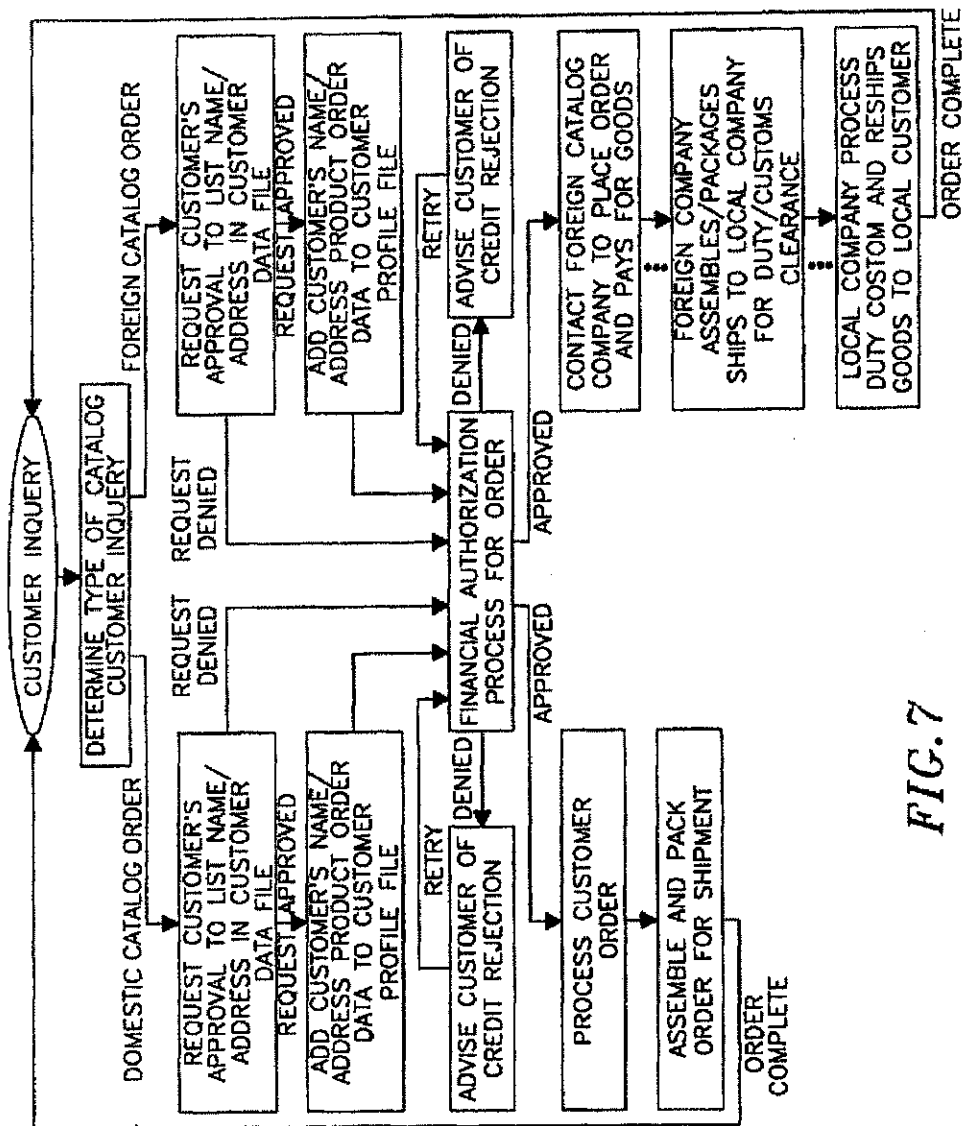 CUSTOMER INQUERY
DETERMINE TYPE OF CATALOG
CUSTOMER INQUERY
DOMESTIC CATALOG ORDER
FOREIGN CATALOG ORDER
REQUEST CUSTOMER'S
APPROVAL TO LIST NAME/
ADDRESS IN CUSTOMER
DATA FILE
REQUEST APPROVED
ADD CUSTOMER'S NAME/
ADDRESS PRODUCT ORDER
DATA TO CUSTOMER
PROFILE FILE
REQUEST
DENIED
REQUEST
DENIED
REQUEST CUSTOMER'S
APPROVAL TO LIST NAME/
ADDRESS IN CUSTOMER
DATA FILE
REQUEST APPROVED
ADD CUSTOMER'S NAME/
ADDRESS PRODUCT ORDER
DATA TO CUSTOMER
PROFILE FILE
RETRY
RETRY
ADVISE CUSTOMER OF
CREDIT REJECTION
DENIED
FINANCIAL AUTHORIZATION
PROCESS FOR ORDER
DENIED
ADVISE CUSTOMER OF
CREDIT REJECTION
APPROVED
APPROVED
PROCESS CUSTOMER
ORDER
ASSEMBLE AND PACK
ORDER FOR SHIPMENT
ORDER
COMPLETE
CONTACT FOREIGN CATALOG
COMPANY TO PLACE ORDER
AND PAYS FOR GOODS
FOREIGN COMPANY
ASSEMBLES/PACKAGES
SHIPS TO LOCAL COMPANY
FOR DUTY/CUSTOMS
CLEARANCE
LOCAL COMPANY PROCESS
DUTY COSTOM AND RESHIPS
GOODS TO LOCAL CUSTOMER
ORDER COMPLETE
FIG.7